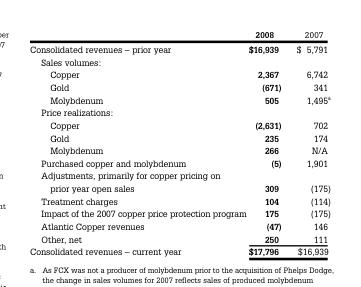 2008 2007
Consolidated revenues – prior year $16,939 $ 5,791
Sales volumes:
Copper 2,367 6,742
Gold (671) 341
Molybdenum 505 1,495a
Price realizations:
Copper (2,631) 702
Gold 235 174
Molybdenum 266 N/A
Purchased copper and molybdenum (5) 1,901
Adjustments, primarily for copper pricing on
prior year open sales 309 (175)
Treatment charges 104 (114)
Impact of the 2007 copper price protection program 175 (175)
Atlantic Copper revenues (47) 146
Other, net 250 111
Consolidated revenues – current year $17,796 $16,939
a. As FCX was not a producer of molybdenum prior to the acquisition of Phelps Dodge,
the change in sales volumes for 2007 reflects sales of produced molybdenum